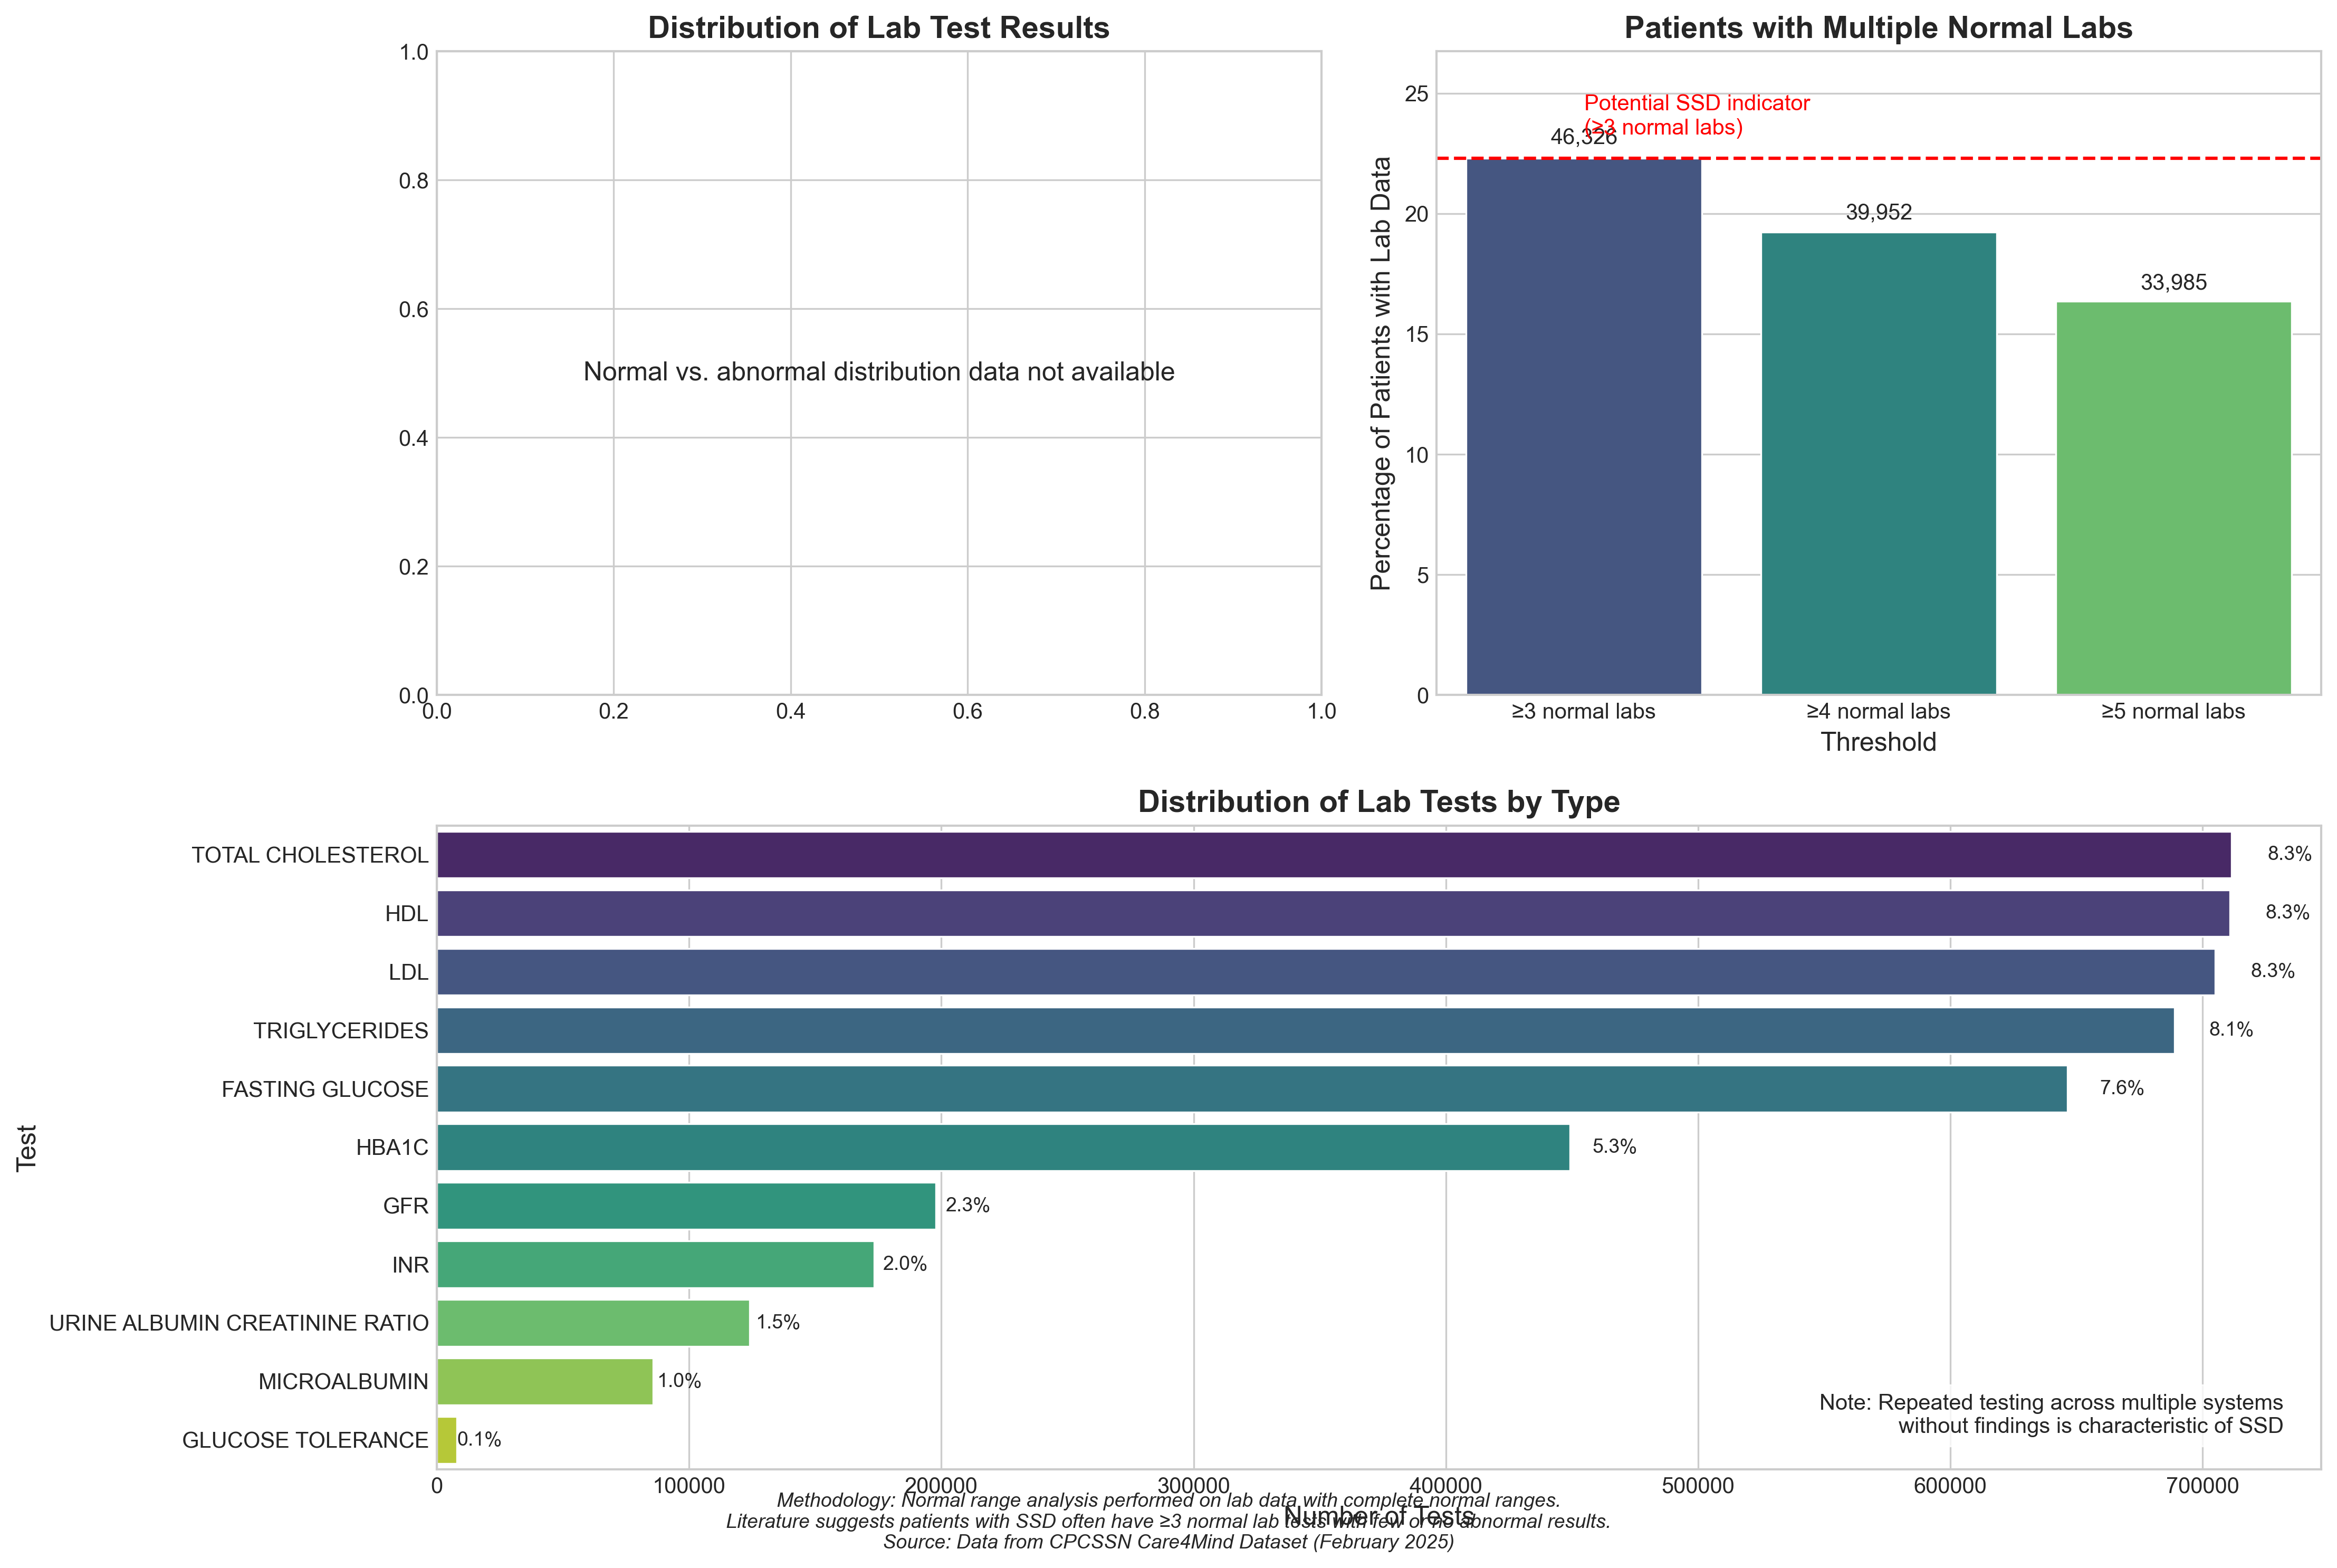 Distribution of Lab Test Results
1.0
0.8
0.6
0.4
0.2
0.0
Normal vs. abnormal distribution data not available
0.0 0.2 0.4 0.6 0.8 1.0
Patients with Multiple Normal Labs
Percentage of Patients with Lab Data
25
20
15
10
5
0
Potential SSD indicator
(≥3 normal labs)
46,326
39,952
33,985
≥3 normal labs ≥4 normal labs ≥5 normal labs
Threshold
Distribution of Lab Tests by Type
Test
TOTAL CHOLESTEROL 8.3%
HDL 8.3%
LDL 8.3%
TRIGLYCERIDES 8.1%
FASTING GLUCOSE 7.6%
HBA1C 5.3%
GFR 2.3%
INR 2.0%
URINE ALBUMIN CREATININE RATIO 1.5%
MICROALBUMIN 1.0%
GLUCOSE TOLERANCE 0.1%
Note: Repeated testing across multiple systems
without findings is characteristic of SSD
0 100000 200000 300000 400000 500000 600000 700000
Number of Tests
Methodology: Normal range analysis performed on lab data with complete normal ranges.
Literature suggests patients with SSD often have ≥3 normal lab tests with few or no abnormal results.
Source: Data from CPCSSN Care4Mind Dataset (February 2025)